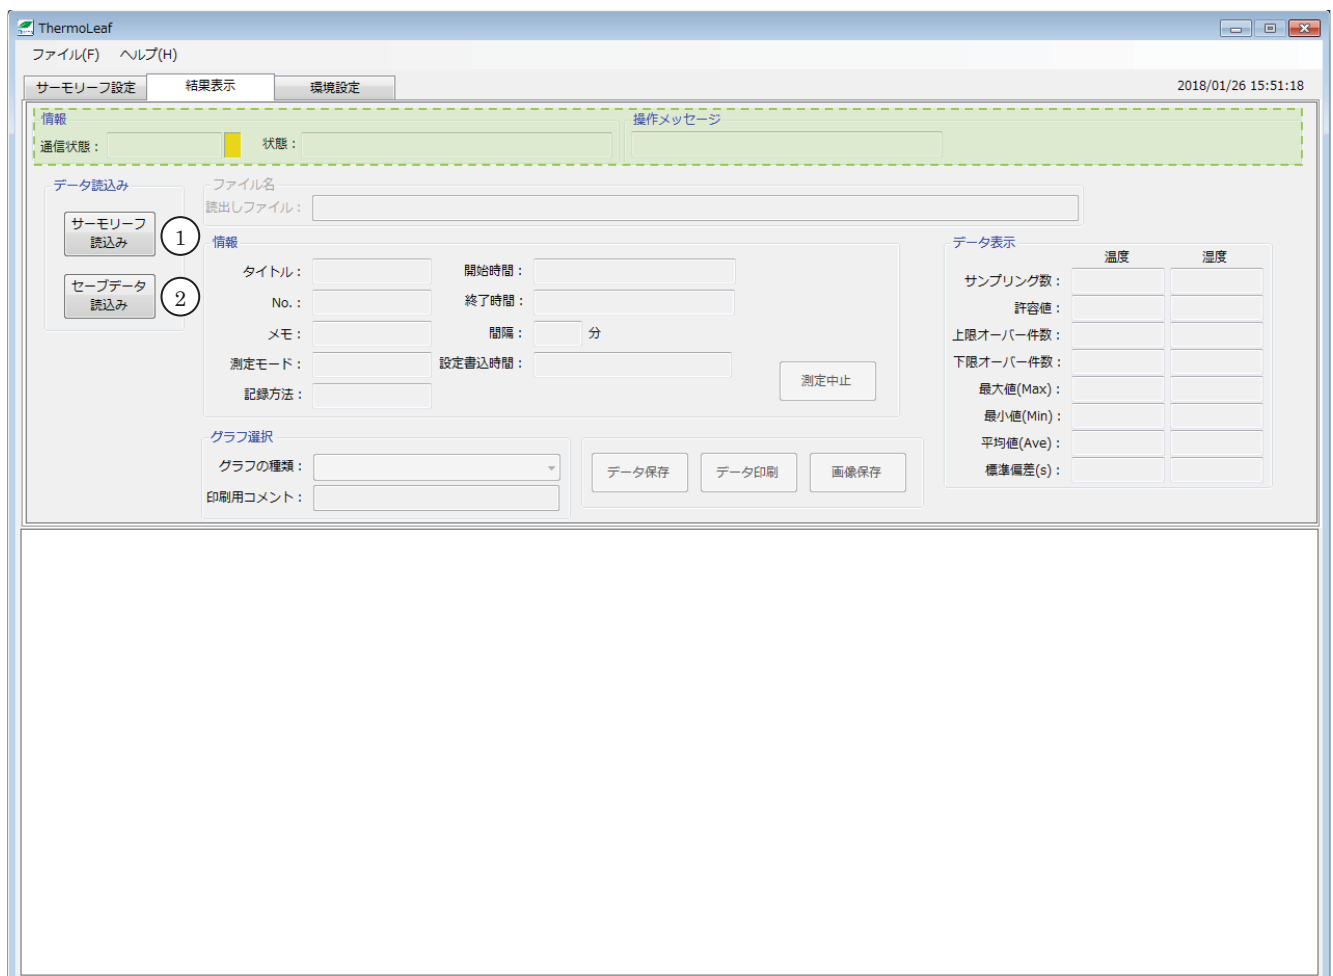 ThermoLeaf
ファイル(F) ヘルプ(H)
サーモリーフ設定 結果表示 環境設定 2018/01/26 15:51:18
情報 操作メッセージ
通信状態： 状態：
データ読込み ファイル名
読出しファイル：
サーモリーフ
読込み
1
セーブデータ
読込み
2
情報
タイトル： 開始時間：
No.： 終了時間：
メモ： 間隔： 分
測定モード： 設定書込時間：
記録方法：
測定中止
データ表示
温度 湿度
サンプリング数：
許容値：
上限オーバー件数：
下限オーバー件数：
最大値(Max)：
最小値(Min)：
平均値(Ave)：
標準偏差(s)：
グラフ選択
グラフの種類：
印刷用コメント：
データ保存 データ印刷 画像保存